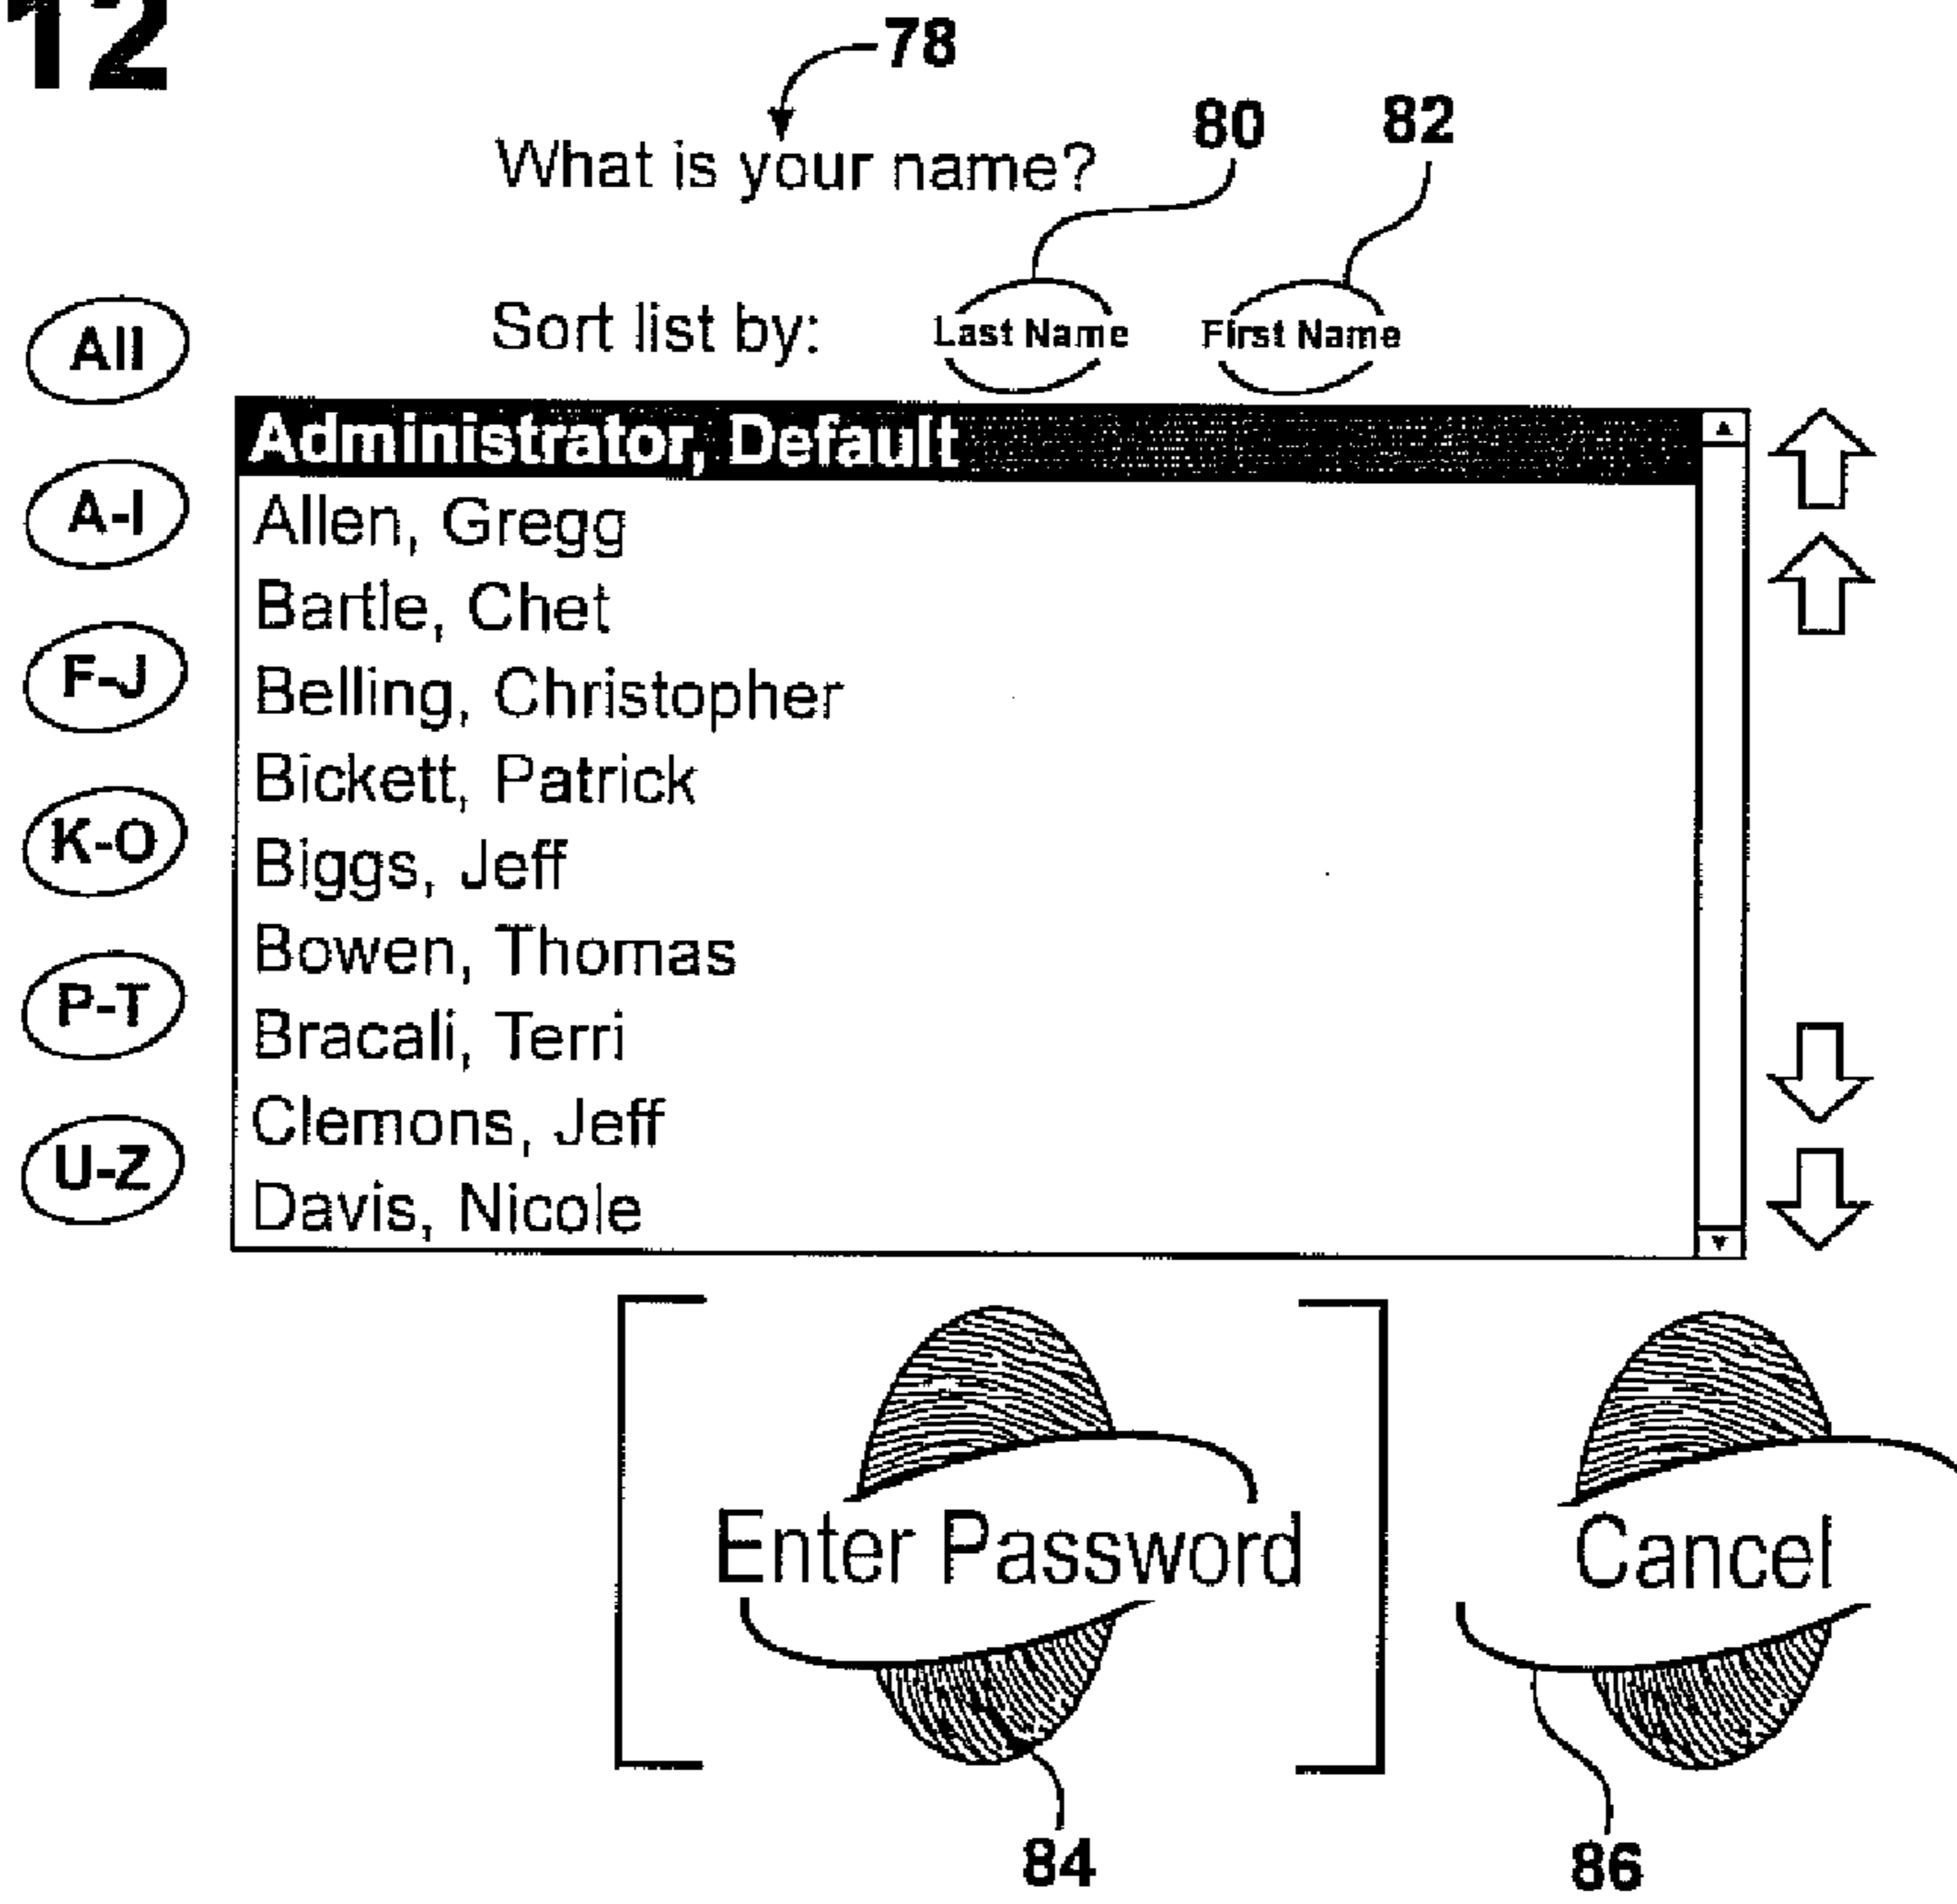 12
78
80
82
What is your name?
Sort list by:
Last Name
First Name
All
A-I
F-J
K-O
P-T
U-Z
Administrator, Default
Allen, Gregg
Bartle, Chet
Belling, Christopher
Bickett, Patrick
Biggs, Jeff
Bowen, Thomas
Bracali, Terri
Clemons, Jeff
Davis, Nicole
Enter Password
Cancel
84
86